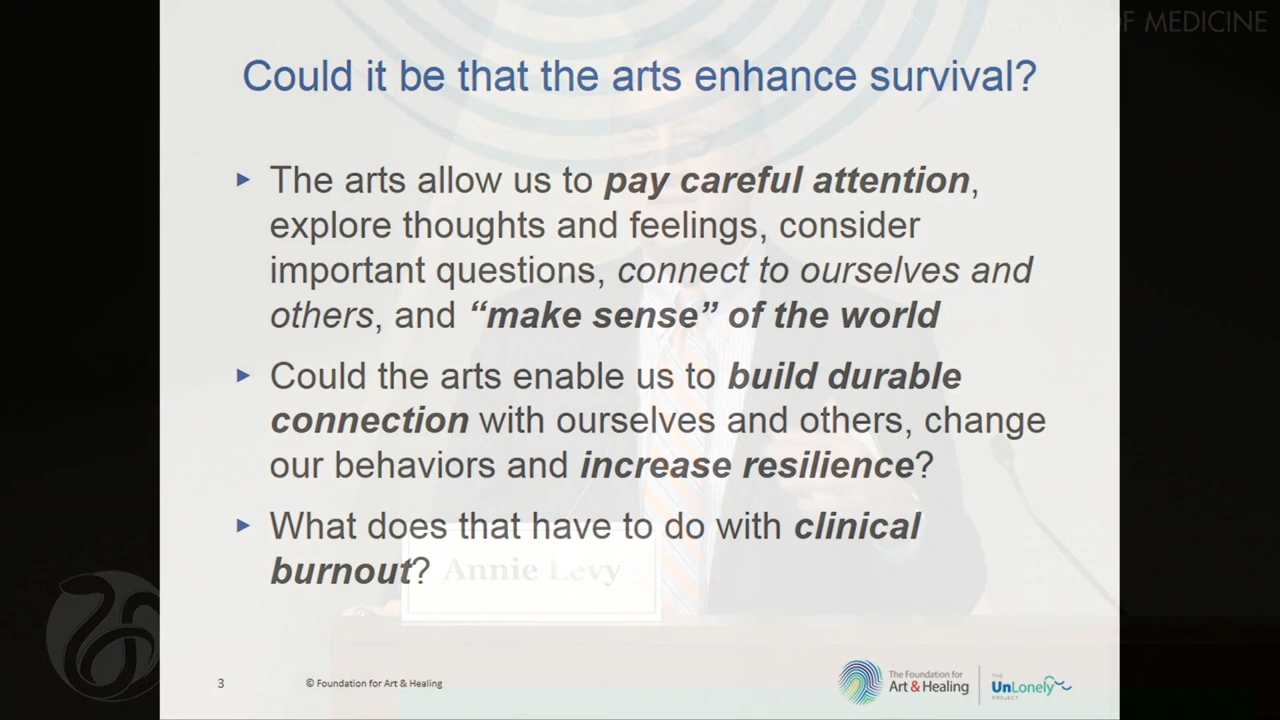 OF MEDICINE
Could it be that the arts enhance survival?
The arts allow us to pay careful attention,
explore thoughts and feelings, consider
important questions, connect to ourselves and
others, and “make sense” of the world
Could the arts enable us to build durable
connection with ourselves and others, change
our behaviors and increase resilience?
What does that have to do with clinical
burnout?
Annie Levy
3
© Foundation for Art & Healing
The Foundation for
Art & Healing
THE
UnLonely
PROJECT